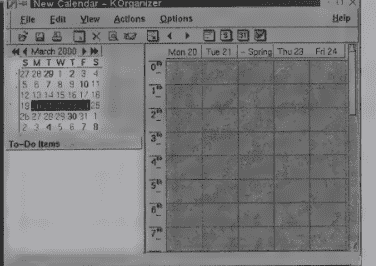 New Calendar - KOrganizer
File Edit View Actions Options Help
March 2000
S M T W T F S
27 28 29 1 2 3 4
5 6 7 8 9 10 11
12 13 14 15 16 17 18
19 25
26 27 28 29 30 31 1
2 3 4 5 6 7 8
To-Do Items
Mon 20 Tue 21 - Spring Thu 23 Fri 24
0
1
2
3
4
5
6
7